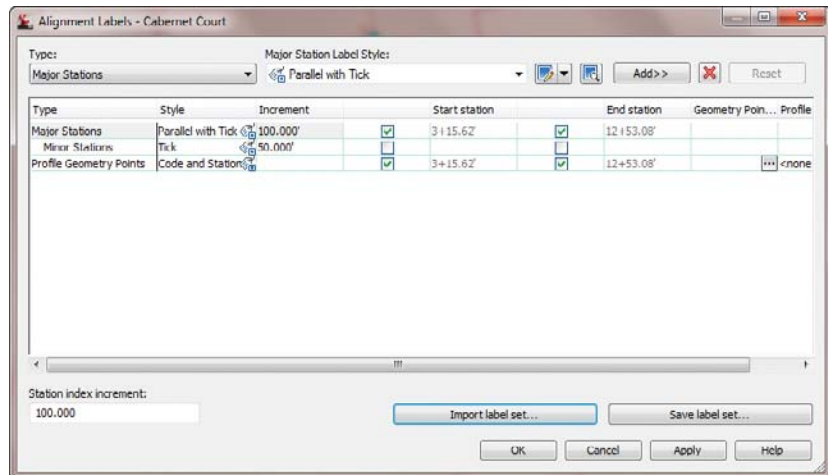 Alignment Labels - Cabernet Court
Type:
Major Station Label Style:
Major Stations
Parallel with Tick
Add>>
Reset
Type Style Increment Start station End station Geometry Poin... Profile
Major Stations Parallel with Tick 100.000' 3+15.62' 12+53.08'
Minor Stations Tick 50.000'
Profile Geometry Points Code and Station 3+15.62' 12+53.08' ... <none
Station index increment:
100.000
Import label set...
Save label set...
OK
Cancel
Apply
Help